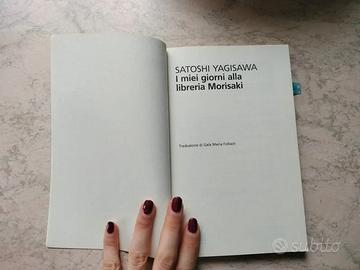 SATOSHI YAGISAWA
I miei giorni alla
libreria Morisaki
Traduzione di Gala Maria Follaco
subito